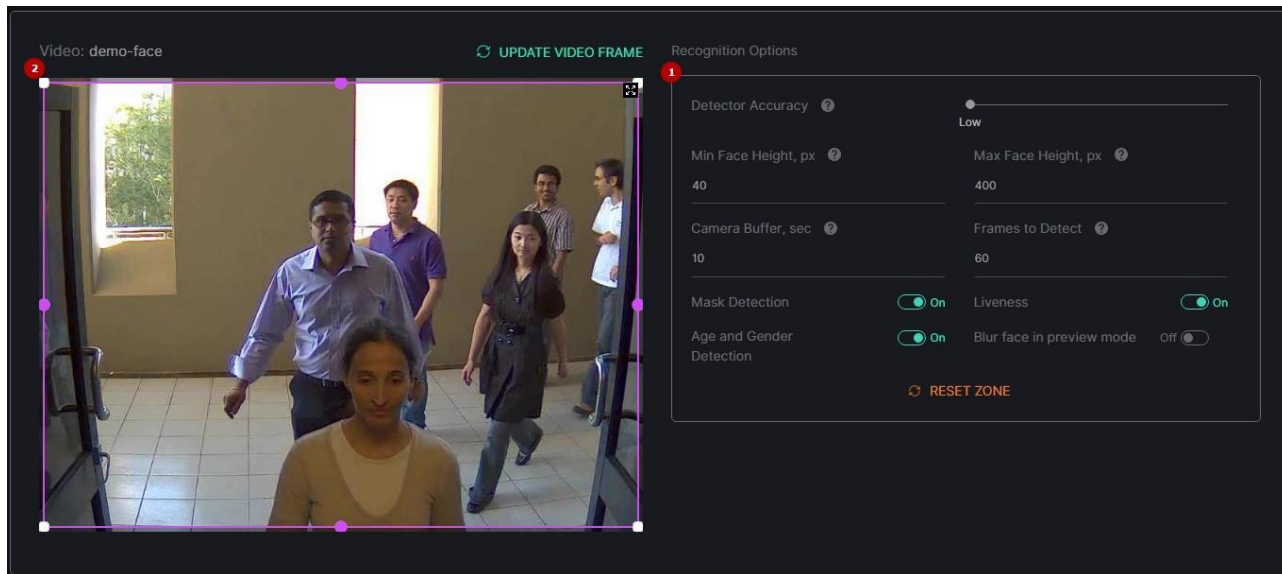 Video: demo-face
UPDATE VIDEO FRAME
2
Recognition Options
1
Detector Accuracy ?
Low
Min Face Height, px ?
Max Face Height, px ?
40
400
Camera Buffer, sec ?
Frames to Detect ?
10
60
Mask Detection On
Liveness On
Age and Gender
Detection
On
Blur face in preview mode Off
RESET ZONE